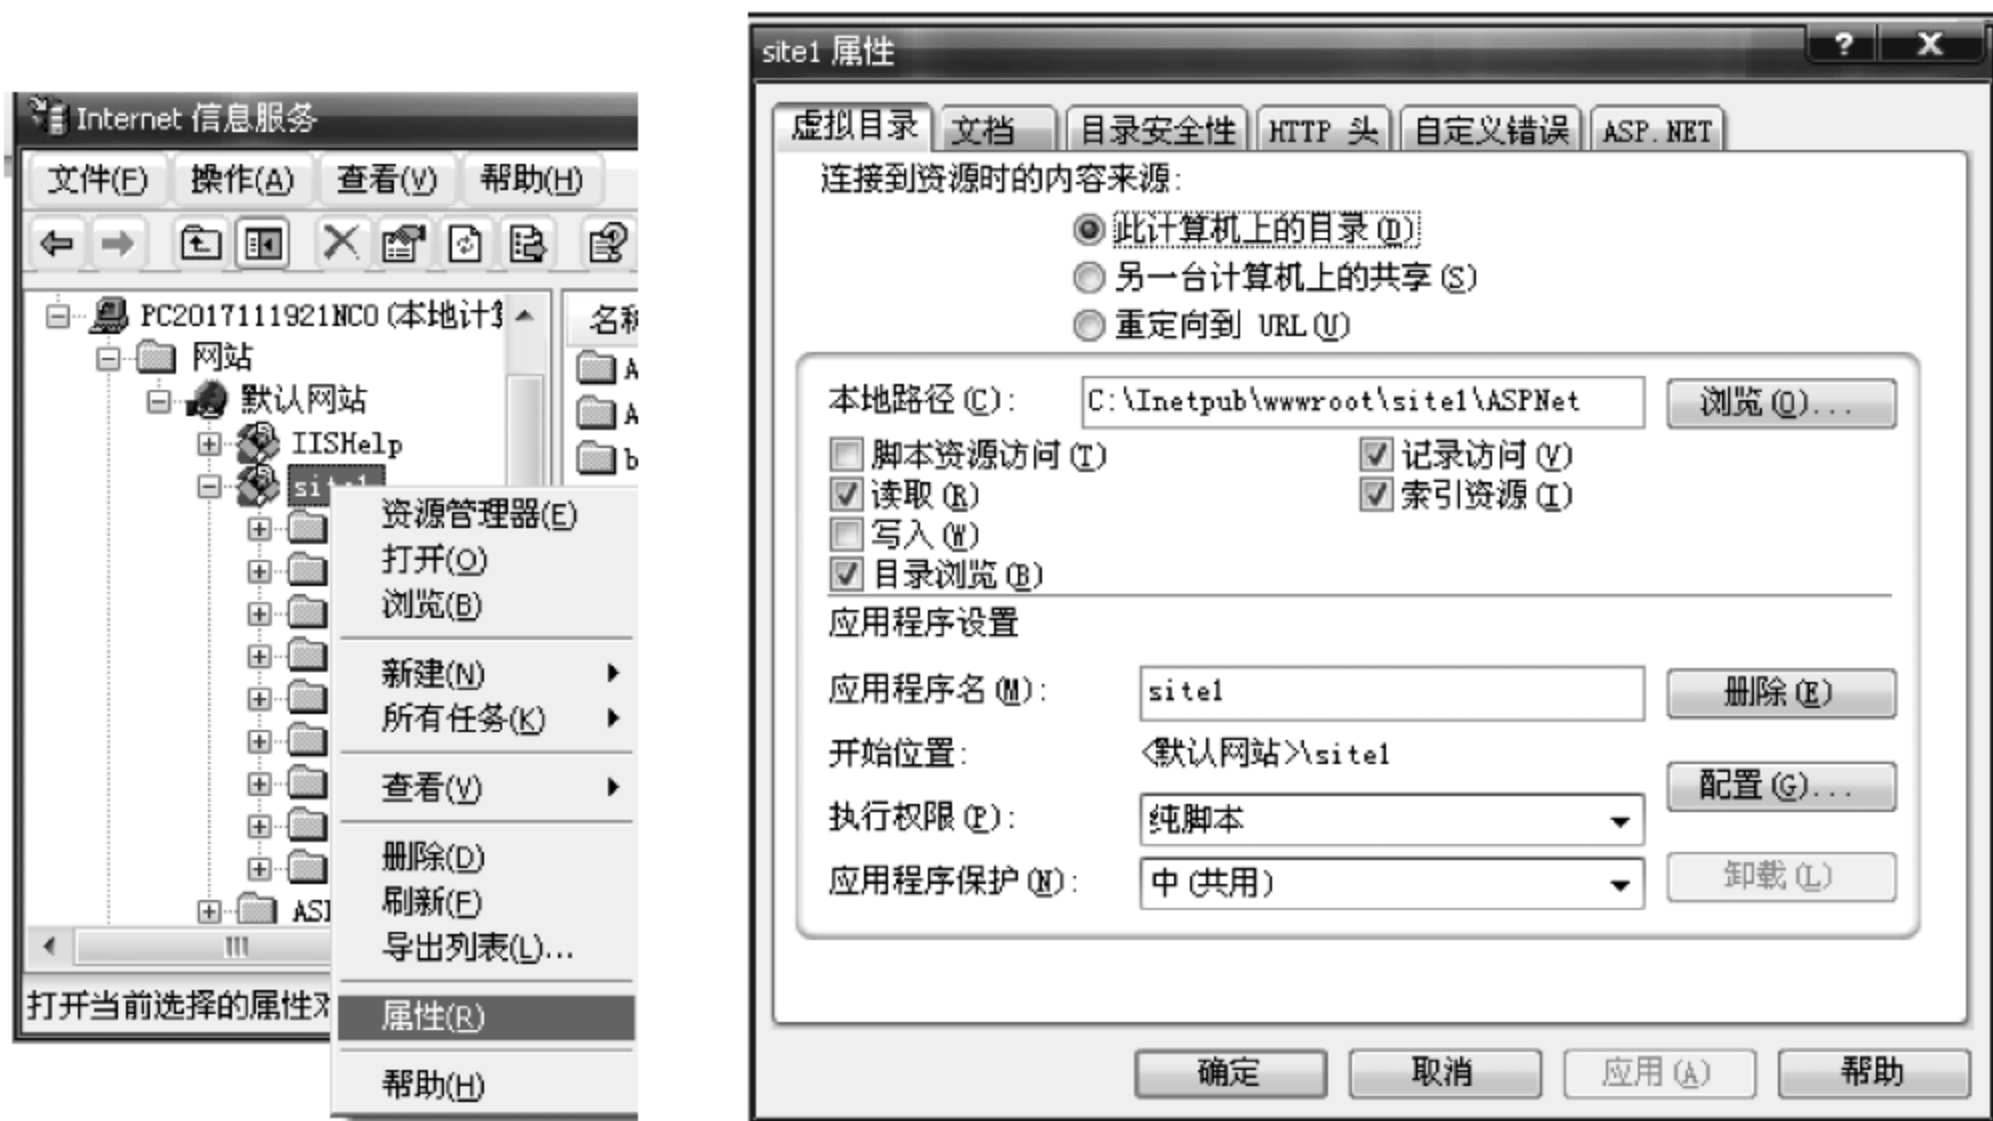 Internet 信息服务
文件(F) 操作(A) 查看(V) 帮助(H)
PC2017111921NCO(本地计
网站
默认网站
IISHelp
名
A
A
b
资源管理器(E)
打开(O)
浏览(B)
新建(N)
所有任务(K)
查看(V)
删除(D)
刷新(F)
导出列表(L)...
属性(R)
帮助(H)
打开当前选择的属性
site1 属性
虚拟目录 文档 目录安全性 HTTP 头 自定义错误 ASP.NET
连接到资源时的内容来源:
此计算机上的目录(D)
另一台计算机上的共享(S)
重定向到 URL(U)
本地路径(C): C:\Inetpub\wwwroot\site1\ASPNet 浏览(O)...
脚本资源访问(T) 记录访问(V)
读取(R) 索引资源(I)
写入(W)
目录浏览(B)
应用程序设置
应用程序名(M): site1 删除(E)
开始位置: <默认网站>\site1
配置(G)...
执行权限(P): 纯脚本
应用程序保护(N): 中(共用) 卸载(L)
确定 取消 应用(A) 帮助